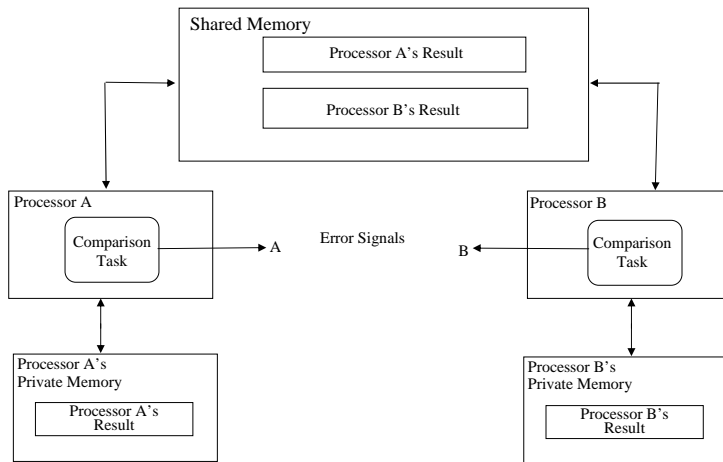 Shared Memory
Processor A's Result
Processor B's Result
Processor A
Comparison
Task
A
Error Signals
B
Processor B
Comparison
Task
Processor A's
Private Memory
Processor A's
Result
Processor B's
Private Memory
Processor B's
Result